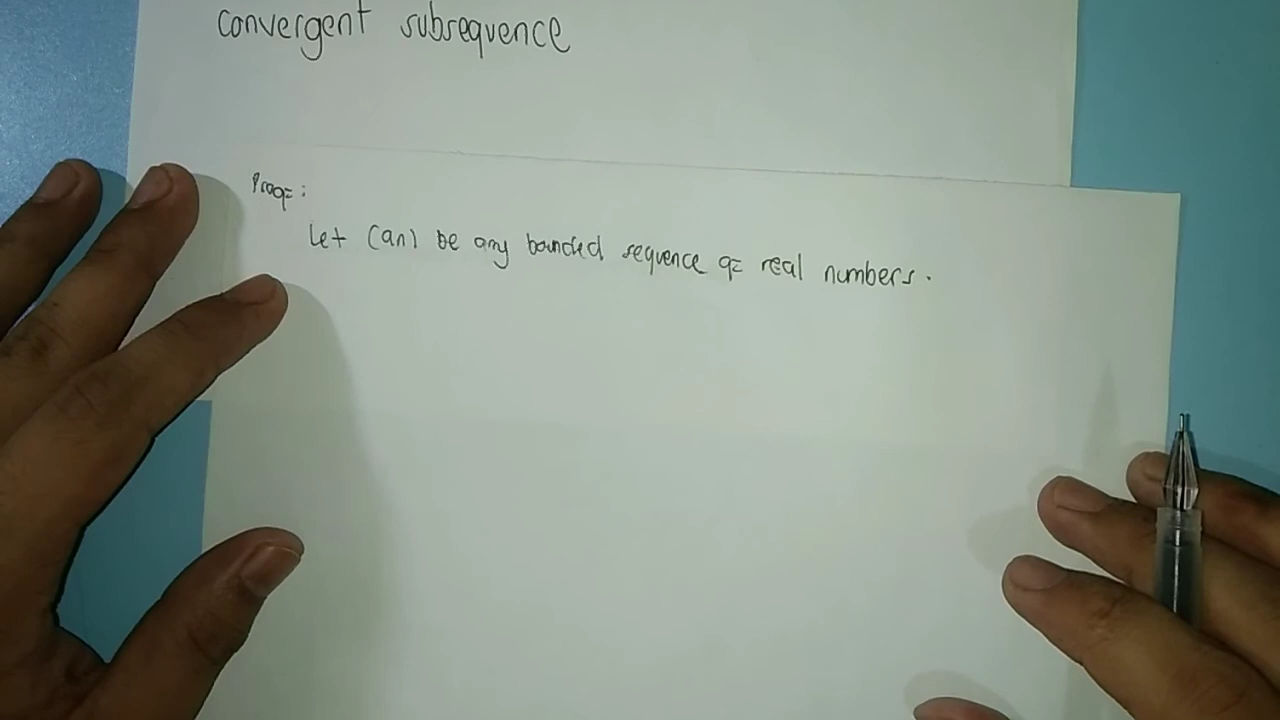 convergent subsequence
Proof :
Let (an) be any bounded sequence of real numbers.